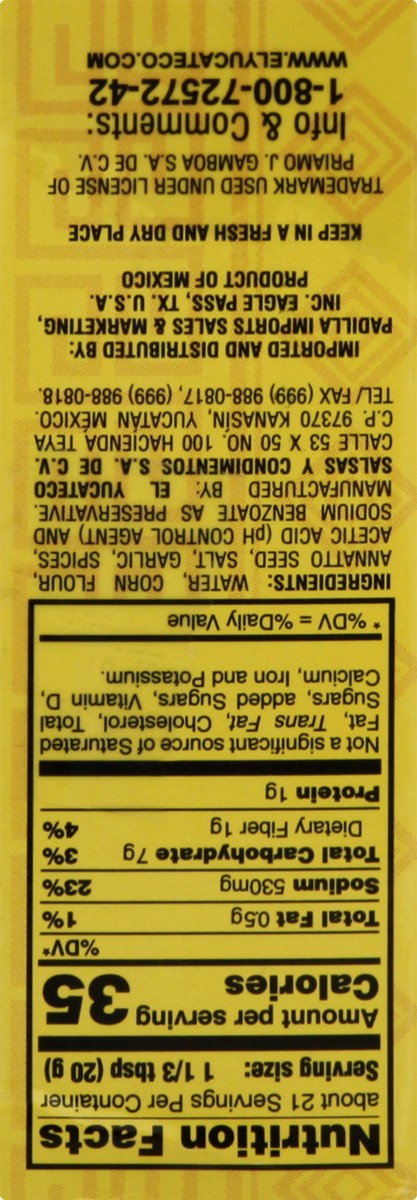 Nutrition Facts
about 21 Servings Per Container
Serving size: 1 1/3 tbsp (20 g)
Amount per serving
Calories 35
%DV*
Total Fat 0.5g 1%
Sodium 530mg 23%
Total Carbohydrate 7g 3%
Dietary Fiber 1g 4%
Protein 1g
Not a significant source of Saturated
Fat, Trans Fat, Cholesterol, Total
Sugars, added Sugars, Vitamin D,
Calcium, Iron and Potassium.
* %DV = %Daily Value
INGREDIENTS: WATER, CORN FLOUR,
ANNATTO SEED, SALT, GARLIC, SPICES,
ACETIC ACID (pH CONTROL AGENT) AND
SODIUM BENZOATE AS PRESERVATIVE.
MANUFACTURED BY: EL YUCATECO
SALSAS Y CONDIMENTOS S.A. DE C.V.
CALLE 53 X 50 NO. 100 HACIENDA TEYA
C.P. 97370 KANASÍN, YUCATÁN MÉXICO.
TEL/ FAX (999) 988-0817, (999) 988-0818.
IMPORTED AND DISTRIBUTED BY:
PADILLA IMPORTS SALES & MARKETING,
INC. EAGLE PASS, TX. U.S.A.
PRODUCT OF MEXICO
KEEP IN A FRESH AND DRY PLACE
TRADEMARK USED UNDER LICENSE OF
PRIAMO J. GAMBOA S.A. DE C.V.
Info & Comments:
1-800-72572-42
WWW.ELYUCATECO.COM